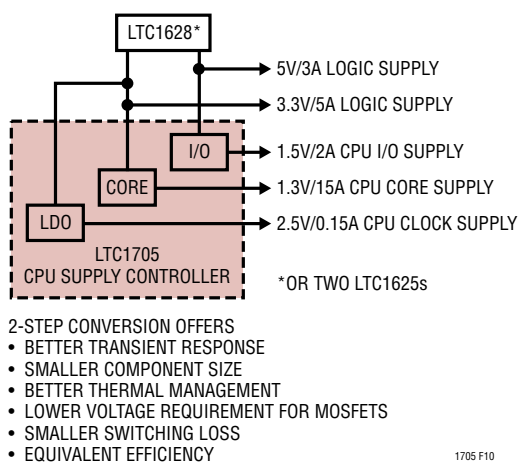 LTC1628*
5V/3A LOGIC SUPPLY
3.3V/5A LOGIC SUPPLY
I/O
1.5V/2A CPU I/O SUPPLY
CORE
1.3V/15A CPU CORE SUPPLY
LDO
2.5V/0.15A CPU CLOCK SUPPLY
LTC1705
CPU SUPPLY CONTROLLER
*OR TWO LTC1625s
2-STEP CONVERSION OFFERS
• BETTER TRANSIENT RESPONSE
• SMALLER COMPONENT SIZE
• BETTER THERMAL MANAGEMENT
• LOWER VOLTAGE REQUIREMENT FOR MOSFETS
• SMALLER SWITCHING LOSS
• EQUIVALENT EFFICIENCY
1705 F10